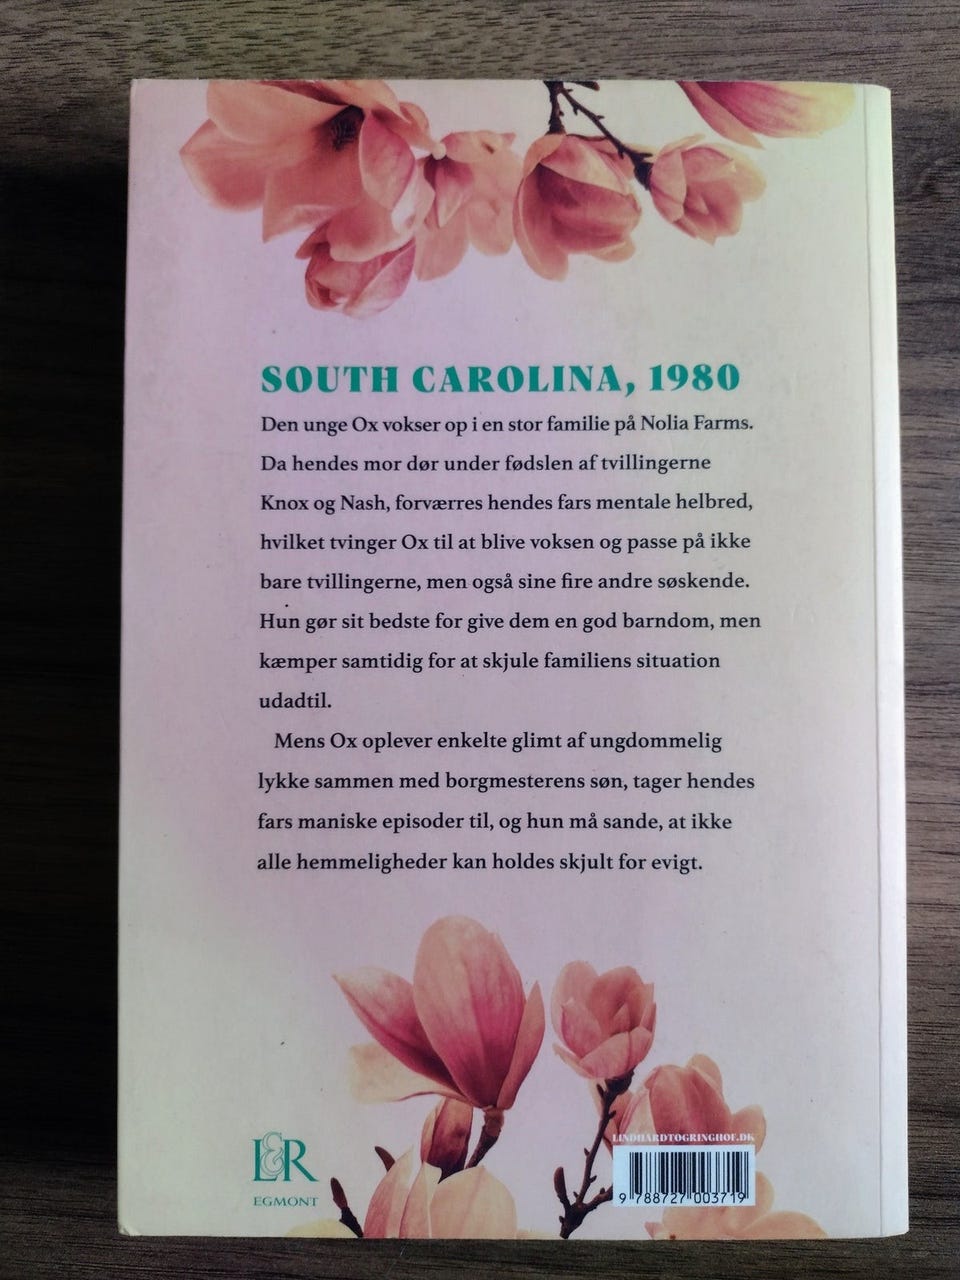 SOUTH CAROLINA, 1980
Den unge Ox vokser op i en stor familie på Nolia Farms.
Da hendes mor dør under fødslen af tvillingerne
Knox og Nash, forværres hendes fars mentale helbred,
hvilket tvinger Ox til at blive voksen og passe på ikke
bare tvillingerne, men også sine fire andre søskende.
Hun gør sit bedste for give dem en god barndom, men
kæmper samtidig for at skjule familiens situation
udadtil.
Mens Ox oplever enkelte glimt af ungdommelig
lykke sammen med borgmesterens søn, tager hendes
fars maniske episoder til, og hun må sande, at ikke
alle hemmeligheder kan holdes skjult for evigt.
L&R
EGMONT
LINDHARDTOGRINGHOF.DK
9 788727 003719